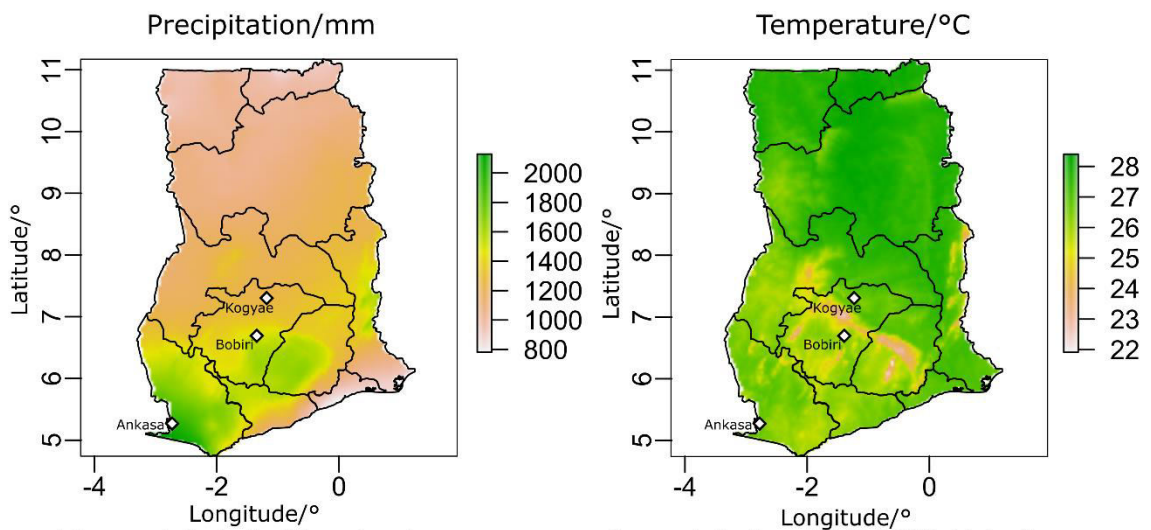 Precipitation/mm
11
10
9
8
7
6
5
Latitude/°
Kogyae
Bobiri
Ankasa
-4
-2
0
Longitude/°
2000
1800
1600
1400
1200
1000
800
Temperature/°C
11
10
9
8
7
6
5
Latitude/°
Kogyae
Bobiri
Ankasa
-4
-2
0
Longitude/°
28
27
26
25
24
23
22